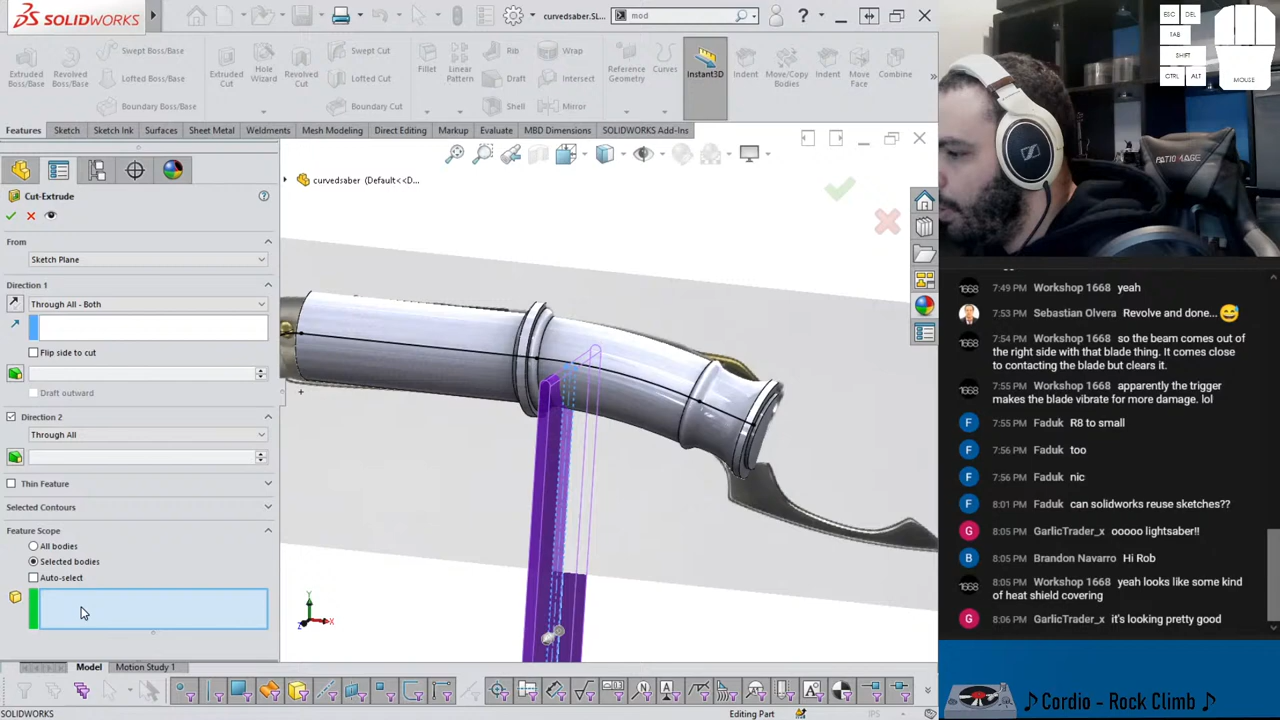 SOLIDWORKS
curvedsaber.SL...
mod
Extruded Boss/Base
Revolved Boss/Base
Swept Boss/Base
Lofted Boss/Base
Boundary Boss/Base
Extruded Cut
Hole Wizard
Revolved Cut
Swept Cut
Lofted Cut
Boundary Cut
Fillet
Linear Pattern
Rib
Draft
Shell
Wrap
Intersect
Mirror
Reference Geometry
Curves
Instant3D
Indent
Move/Copy Bodies
Indent
Move Face
Combine
Features
Sketch
Sketch Ink
Surfaces
Sheet Metal
Weldments
Mesh Modeling
Direct Editing
Markup
Evaluate
MBD Dimensions
SOLIDWORKS Add-Ins
curvedsaber (Default<<D...
Cut-Extrude
From
Sketch Plane
Direction 1
Through All - Both
Flip side to cut
Draft outward
Direction 2
Through All
Thin Feature
Selected Contours
Feature Scope
All bodies
Selected bodies
Auto-select
Y
X
Z
Model
Motion Study 1
SOLIDWORKS
Editing Part
IPS
ESC
DEL
TAB
SHIFT
CTRL
ALT
MOUSE
7:49 PM Workshop 1668 yeah
7:53 PM Sebastian Olvera Revolve and done...😅
7:54 PM Workshop 1668 so the beam comes out of
the right side with that blade thing. It comes close
to contacting the blade but clears it.
7:55 PM Workshop 1668 apparently the trigger
makes the blade vibrate for more damage. lol
7:55 PM Faduk R8 to small
7:56 PM Faduk too
7:56 PM Faduk nic
8:01 PM Faduk can solidworks reuse sketches??
8:05 PM GarlicTrader_x ooooo lightsaber!!
8:05 PM Brandon Navarro Hi Rob
8:05 PM Workshop 1668 yeah looks like some kind
of heat shield covering
8:06 PM GarlicTrader_x it's looking pretty good
♪ Cordio - Rock Climb ♪